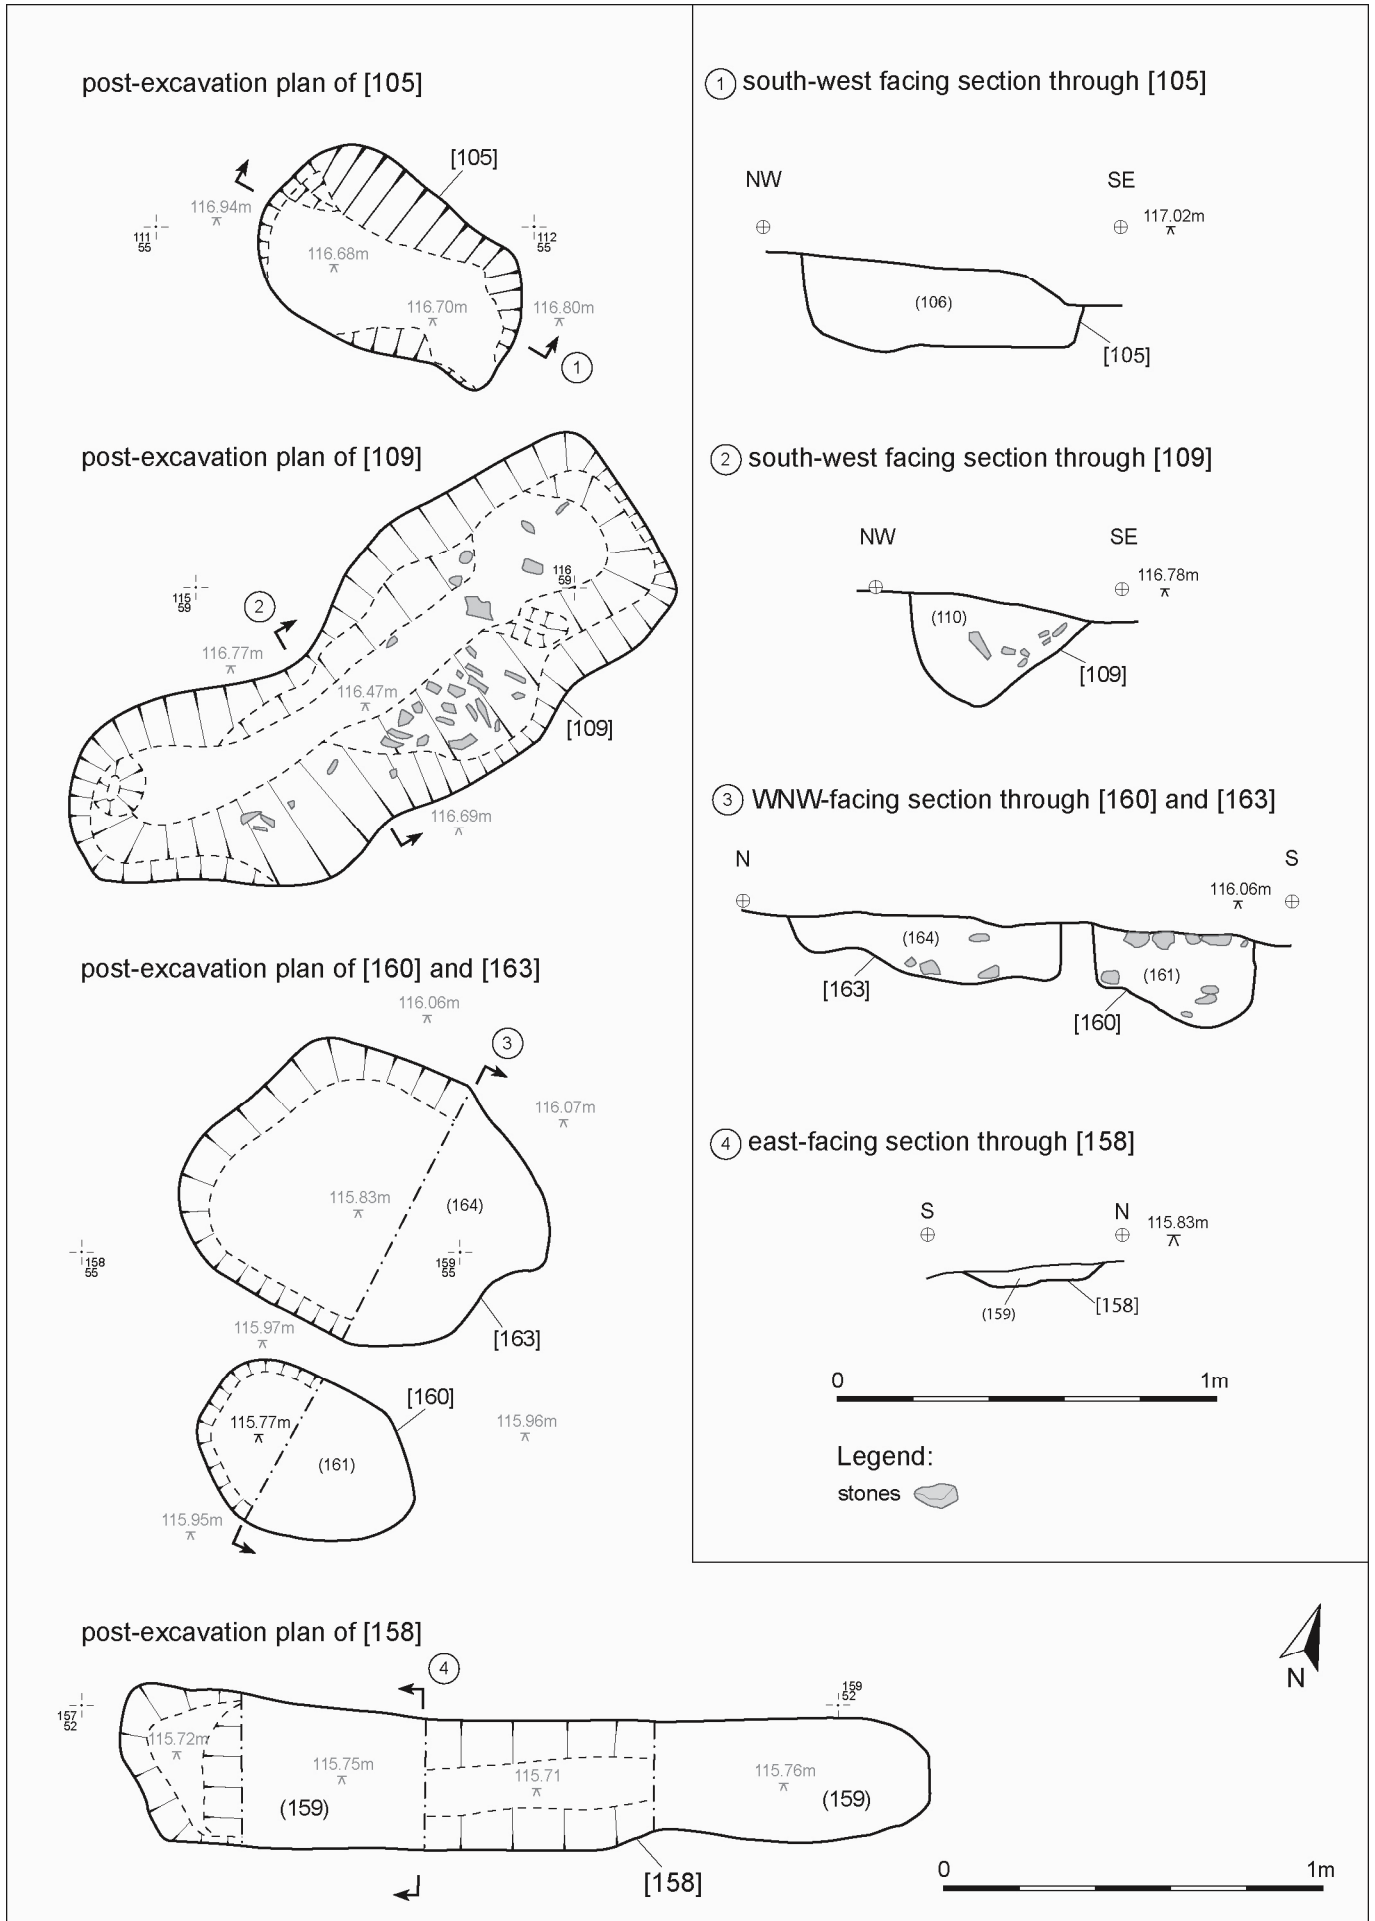 post-excavation plan of [105]
[105]
116.94m
111
55
112
55
116.68m
116.70m
116.80m
1
post-excavation plan of [109]
115
59
2
116
59
116.77m
116.47m
[109]
116.69m
post-excavation plan of [160] and [163]
116.06m
3
116.07m
115.83m
(164)
158
55
159
55
115.97m
[163]
[160]
115.77m
115.96m
(161)
115.95m
post-excavation plan of [158]
4
157
52
159
52
115.72m
115.75m
115.71
115.76m
(159)
(159)
[158]
1 south-west facing section through [105]
NW
SE
117.02m
(106)
[105]
2 south-west facing section through [109]
NW
SE
116.78m
(110)
[109]
3 WNW-facing section through [160] and [163]
N
S
116.06m
(164)
(161)
[163]
[160]
4 east-facing section through [158]
S
N
115.83m
(159)
[158]
0
1m
Legend:
stones
N
0
1m